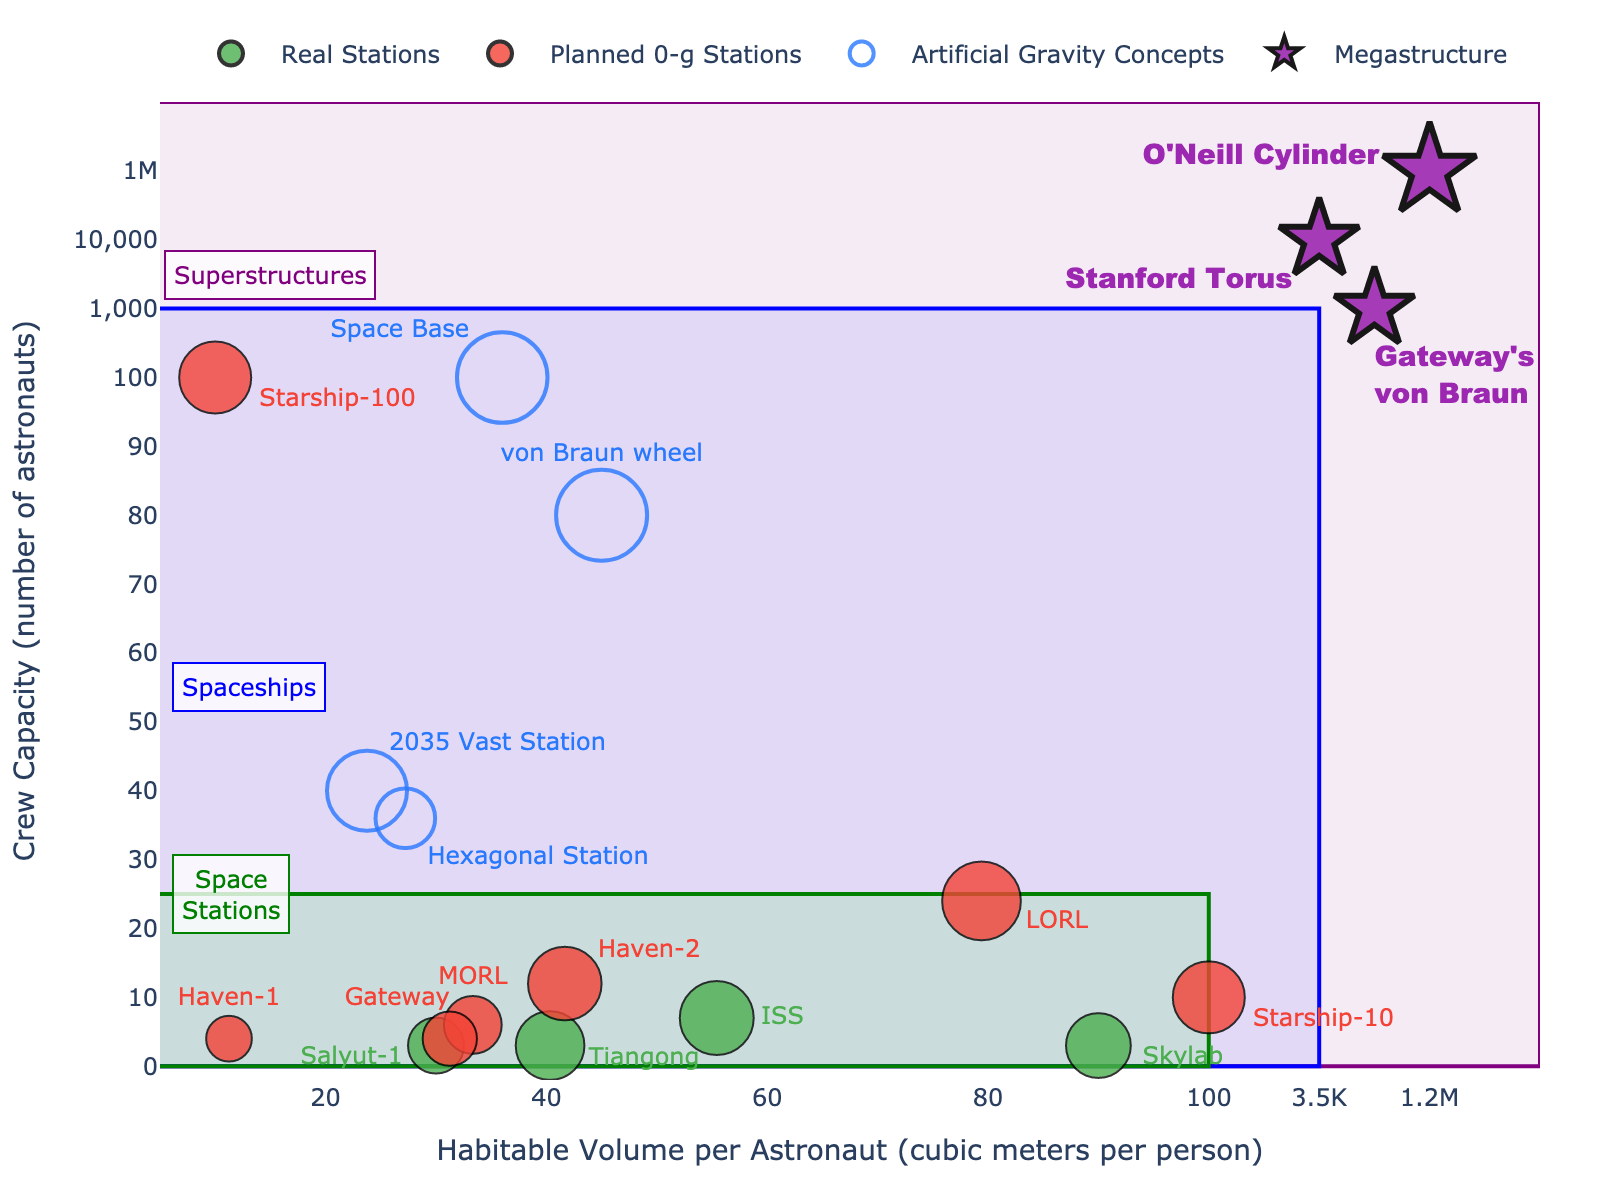 Real Stations
Planned 0-g Stations
Artificial Gravity Concepts
Megastructure
Crew Capacity (number of astronauts)
1M
10,000
1,000
100
90
80
70
60
50
40
30
20
10
0
O'Neill Cylinder
Superstructures
Stanford Torus
Space Base
Gateway's
von Braun
Starship-100
von Braun wheel
Spaceships
2035 Vast Station
Hexagonal Station
Space
Stations
LORL
Haven-2
MORL
Haven-1
Gateway
ISS
Starship-10
Salyut-1
Tiangong
Skylab
20
40
60
80
100
3.5K
1.2M
Habitable Volume per Astronaut (cubic meters per person)